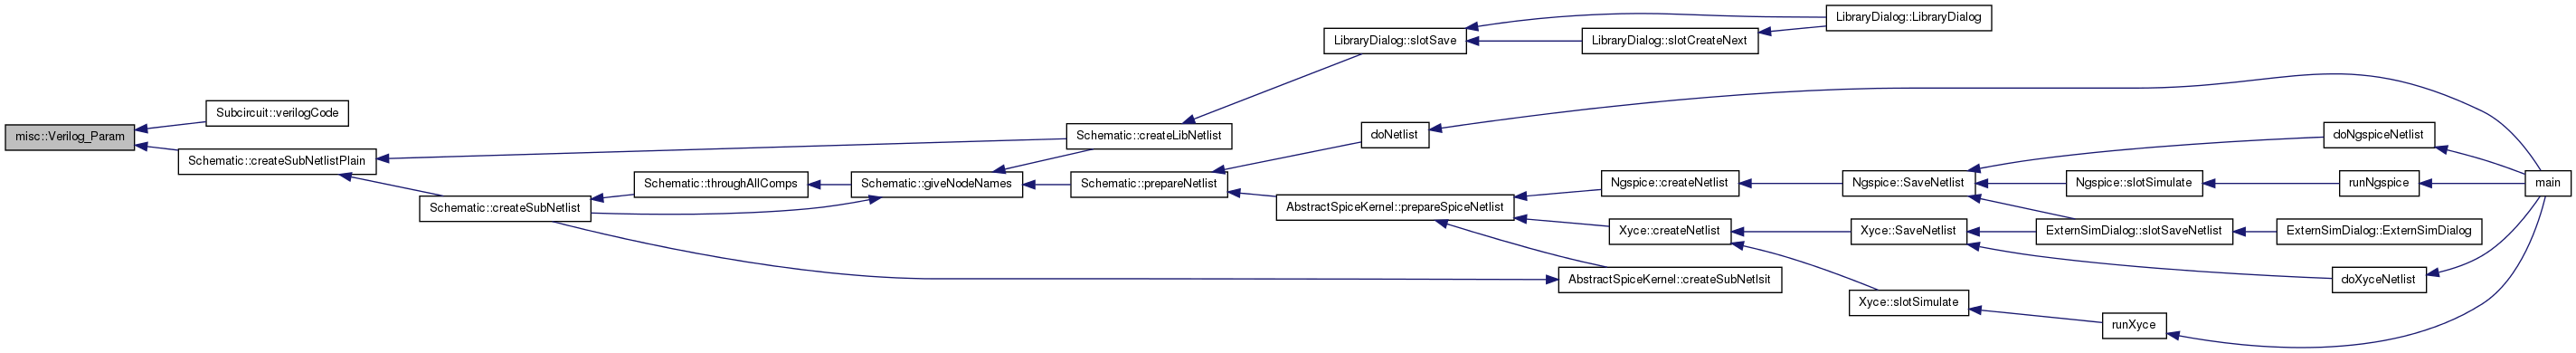 misc::Verilog_Param
Subcircuit::verilogCode
Schematic::createSubNetlistPlain
Schematic::createSubNetlist
Schematic::throughAllComps
Schematic::giveNodeNames
Schematic::createLibNetlist
Schematic::prepareNetlist
LibraryDialog::slotSave
LibraryDialog::slotCreateNext
LibraryDialog::LibraryDialog
doNetlist
AbstractSpiceKernel::prepareSpiceNetlist
AbstractSpiceKernel::createSubNetlsit
Ngspice::createNetlist
Xyce::createNetlist
Ngspice::SaveNetlist
Xyce::SaveNetlist
Xyce::slotSimulate
doNgspiceNetlist
Ngspice::slotSimulate
runNgspice
ExternSimDialog::slotSaveNetlist
ExternSimDialog::ExternSimDialog
doXyceNetlist
runXyce
main